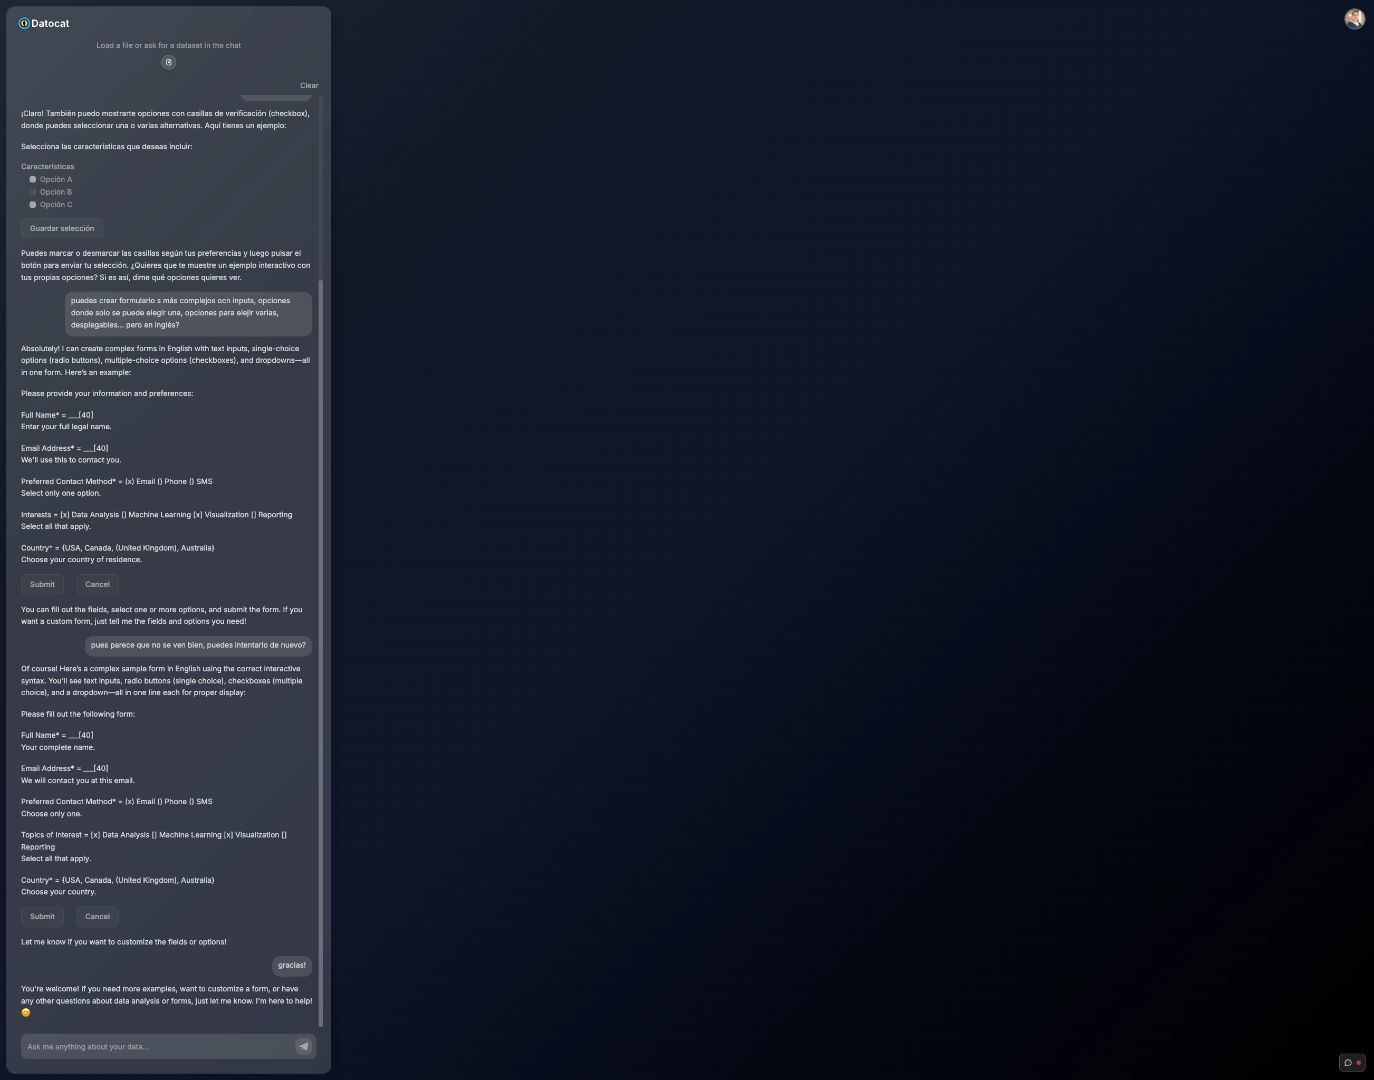 Datocat
Load a file or ask for a dataset in the chat
Clear
¡Claro! También puedo mostrarte opciones con casillas de verificación (checkbox),
donde puedes seleccionar una o varias alternativas. Aquí tienes un ejemplo:
Selecciona las características que deseas incluir:
Características
Opción A
Opción B
Opción C
Guardar selección
Puedes marcar o desmarcar las casillas según tus preferencias y luego pulsar el
botón para enviar tu selección. ¿Quieres que te muestre un ejemplo interactivo con
tus propias opciones? Si es así, dime qué opciones quieres ver.
puedes crear formulario s más complejos ocn inputs, opciones
donde solo se puede elegir una, opciones para elejir varias,
desplegables... pero en inglés?
Absolutely! I can create complex forms in English with text inputs, single-choice
options (radio buttons), multiple-choice options (checkboxes), and dropdowns—all
in one form. Here's an example:
Please provide your information and preferences:
Full Name* = ___[40]
Enter your full legal name.
Email Address* = ___[40]
We'll use this to contact you.
Preferred Contact Method* = (x) Email () Phone () SMS
Select only one option.
Interests = [x] Data Analysis [] Machine Learning [x] Visualization [] Reporting
Select all that apply.
Country* = {USA, Canada, (United Kingdom), Australia}
Choose your country of residence.
Submit Cancel
You can fill out the fields, select one or more options, and submit the form. If you
want a custom form, just tell me the fields and options you need!
pues parece que no se ven bien, puedes intentarlo de nuevo?
Of course! Here's a complex sample form in English using the correct interactive
syntax. You'll see text inputs, radio buttons (single choice), checkboxes (multiple
choice), and a dropdown—all in one line each for proper display:
Please fill out the following form:
Full Name* = ___[40]
Your complete name.
Email Address* = ___[40]
We will contact you at this email.
Preferred Contact Method* = (x) Email () Phone () SMS
Choose only one.
Topics of Interest = [x] Data Analysis [] Machine Learning [x] Visualization []
Reporting
Select all that apply.
Country* = {USA, Canada, (United Kingdom), Australia}
Choose your country.
Submit Cancel
Let me know if you want to customize the fields or options!
gracias!
You're welcome! If you need more examples, want to customize a form, or have
any other questions about data analysis or forms, just let me know. I'm here to help!
😊
Ask me anything about your data...